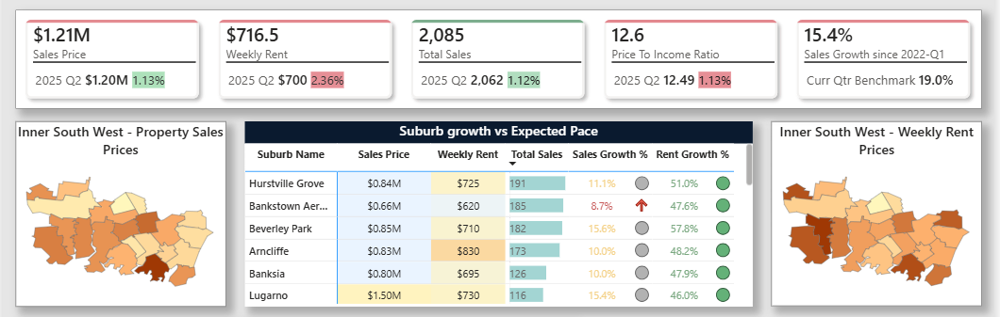 $1.21M
Sales Price
2025 Q2 $1.20M 1.13%
$716.5
Weekly Rent
2025 Q2 $700 2.36%
2,085
Total Sales
2025 Q2 2,062 1.12%
12.6
Price To Income Ratio
2025 Q2 12.49 1.13%
15.4%
Sales Growth since 2022-Q1
Curr Qtr Benchmark 19.0%
Inner South West - Property Sales
Prices
Suburb growth vs Expected Pace
Suburb Name Sales Price Weekly Rent Total Sales Sales Growth % Rent Growth %
Hurstville Grove $0.84M $725 191 11.1% 51.0%
Bankstown Aer... $0.66M $620 185 8.7% 47.6%
Beverley Park $0.85M $710 182 15.6% 57.8%
Arncliffe $0.83M $830 173 10.0% 48.2%
Banksia $0.80M $695 126 10.0% 47.9%
Lugarno $1.50M $730 116 15.4% 46.0%
Inner South West - Weekly Rent
Prices